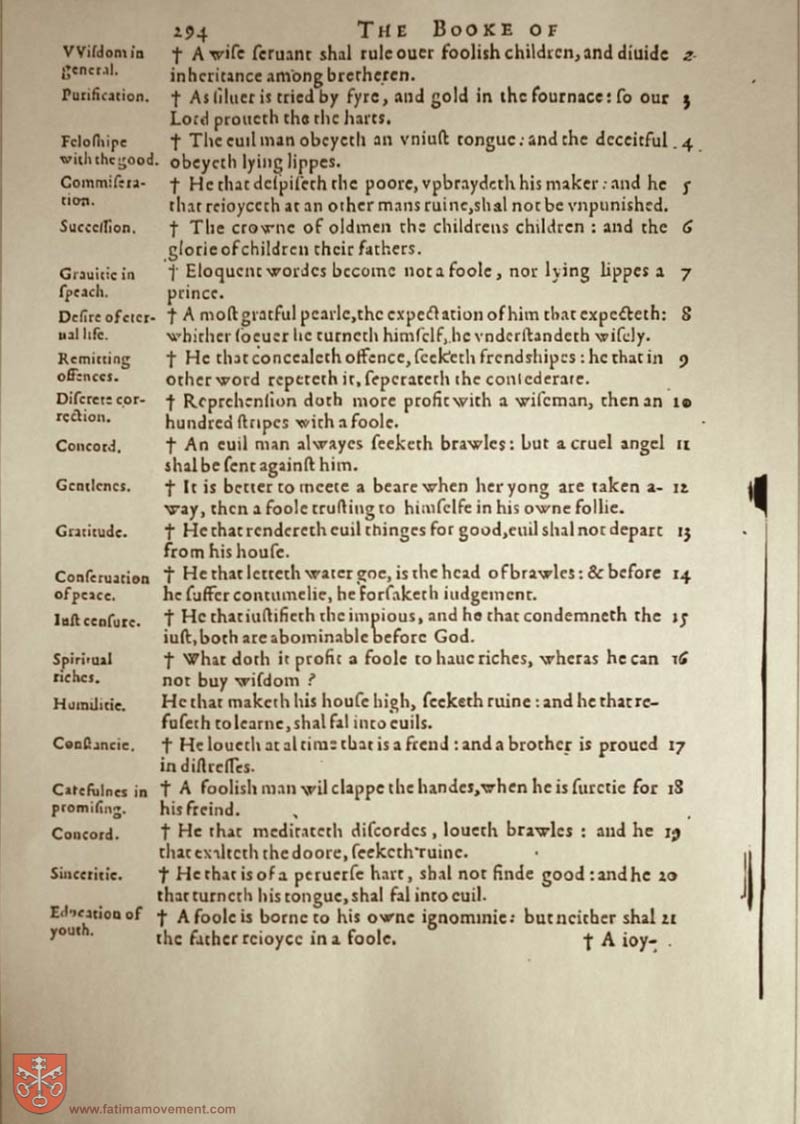 294 THE BOOKE OF
VViſdom in general.
† A wiſe ſeruant shal rule ouer foolish children, and diuide 2
inheritance among bretheren.
Purification.
† As ſiluer is tried by fyre, and gold in the fournace: ſo our 3
Lord proueth the the harts.
Feloſhipe with the good.
† The euil man obeyeth an vniuſt tongue: and the deceitful 4
obeyeth lying lippes.
Commiſera-
tion.
† He that deſpiſeth the poore, vpbraydeth his maker: and he 5
that reioyceth at an other mans ruine, shal not be vnpunished.
Succeſſion.
† The crowne of oldmen the childrens children: and the 6
glorie of children their fathers.
Grauitie in ſpeach.
† Eloquent wordes become not a foole, nor lying lippes a 7
prince.
Deſire of eter-
nal life.
† A moſt grateful pearle, the expectation of him that expecteth: 8
whither ſoeuer he turneth himſelf, he vnderſtandeth wiſely.
Remitting offences.
† He that concealeth offence, ſeeketh frendshipes: he that in 9
other word repeteth it, ſeperateth the confederate.
Diſcrete cor-
rection.
† Reprehenſion doth more profit with a wiſeman, then an 10
hundred ſtripes with a foole.
Concord.
† An euil man alwayes ſeeketh brawles: but a cruel angel 11
shal be ſent againſt him.
Gentlenes.
† It is better to meete a beare when her yong are taken a- 12
way, then a foole truſting to himſelfe in his owne follie.
Gratitude.
† He that rendereth euil thinges for good, euil shal not depart 13
from his houſe.
Conſeruation of peace.
† He that letteth water goe, is the head of brawles: & before 14
he ſuffer contumelie, he forſaketh iudgement.
Iuſt cenſure.
† He that iuſtifieth the impious, and he that condemneth the 15
iuſt, both are abominable before God.
Spiritual riches.
† What doth it profit a foole to haue riches, wheras he can 16
not buy wiſdom?
Humilitie.
He that maketh his houſe high, ſeeketh ruine: and he that re-
fuſeth to learne, shal fal into euils.
Conſtancie.
† He loueth at al time that is a frend: and a brother is proued 17
in diſtreſſes.
Carefulnes in promiſing.
† A foolish man wil clappe the handes, when he is ſuretie for 18
his freind.
Concord.
† He that meditateth diſcordes, loueth brawles: and he 19
that exalteth the doore, ſeeketh ruine.
Sinceritie.
† He that is of a peruerſe hart, shal not finde good: and he 20
that turneth his tongue, shal fal into euil.
Education of youth.
† A foole is borne to his owne ignominie: but neither shal 21
the father reioyce in a foole. † A ioy-
www.fatimamovement.com